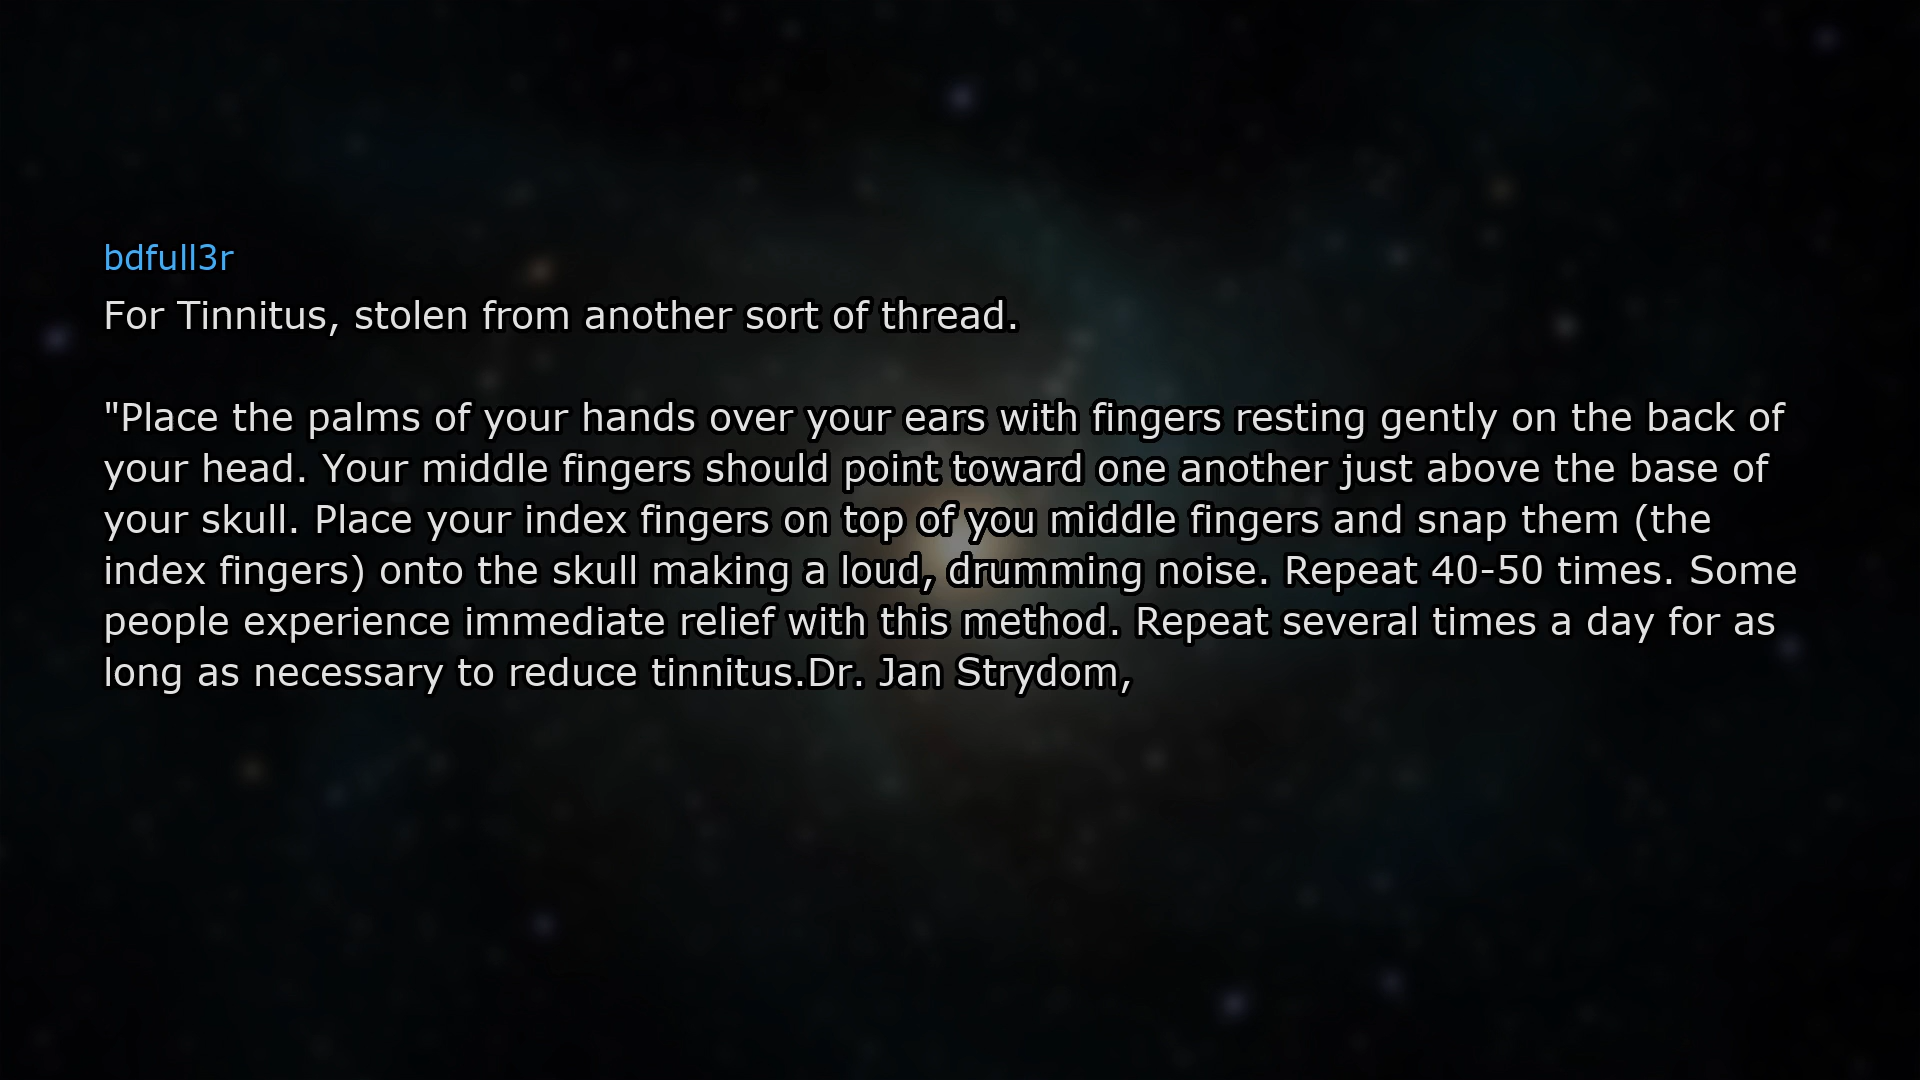 bdfull3r
For Tinnitus, stolen from another sort of thread.
"Place the palms of your hands over your ears with fingers resting gently on the back of
your head. Your middle fingers should point toward one another just above the base of
your skull. Place your index fingers on top of you middle fingers and snap them (the
index fingers) onto the skull making a loud, drumming noise. Repeat 40-50 times. Some
people experience immediate relief with this method. Repeat several times a day for as
long as necessary to reduce tinnitus.Dr. Jan Strydom,